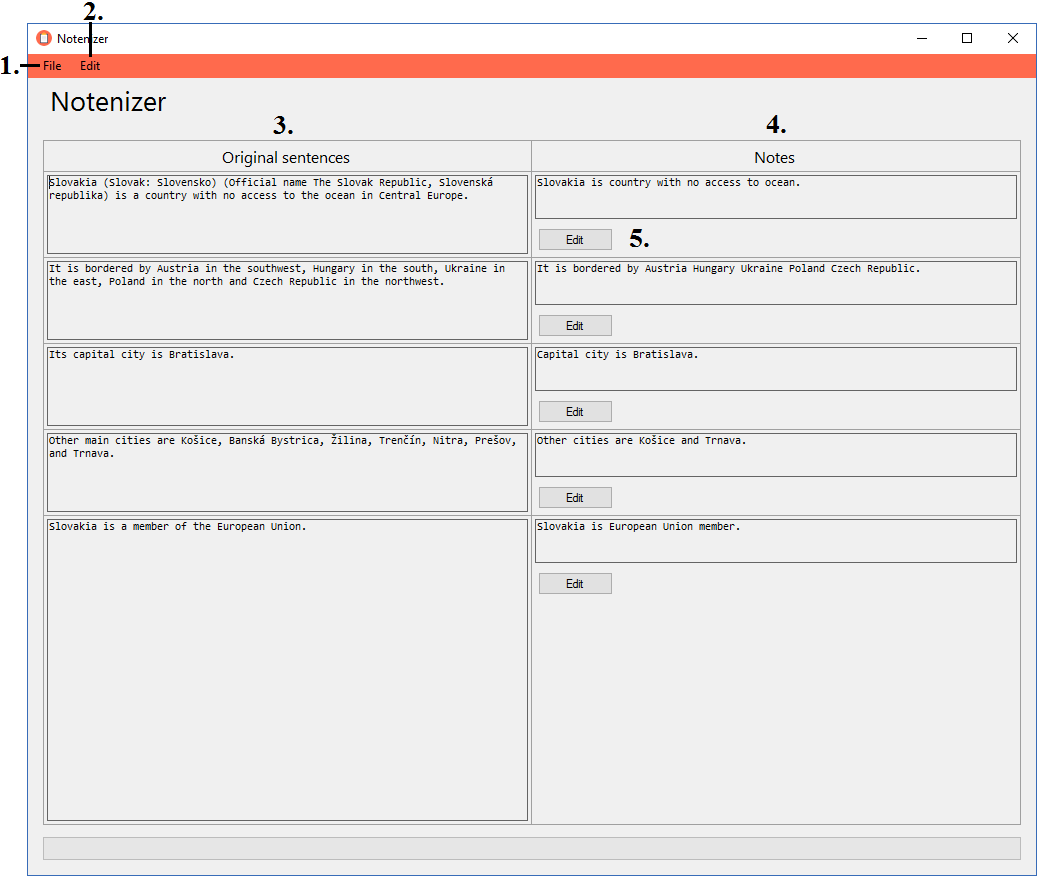 2.
Notenizer
1.
File Edit
Notenizer
3.
4.
Original sentences
Notes
Slovakia (Slovak: Slovensko) (Official name The Slovak Republic, Slovenská
republika) is a country with no access to the ocean in Central Europe.
Slovakia is country with no access to ocean.
Edit
5.
It is bordered by Austria in the southwest, Hungary in the south, Ukraine in
the east, Poland in the north and Czech Republic in the northwest.
It is bordered by Austria Hungary Ukraine Poland Czech Republic.
Edit
Its capital city is Bratislava.
Capital city is Bratislava.
Edit
Other main cities are Košice, Banská Bystrica, Žilina, Trenčín, Nitra, Prešov,
and Trnava.
Other cities are Košice and Trnava.
Edit
Slovakia is a member of the European Union.
Slovakia is European Union member.
Edit